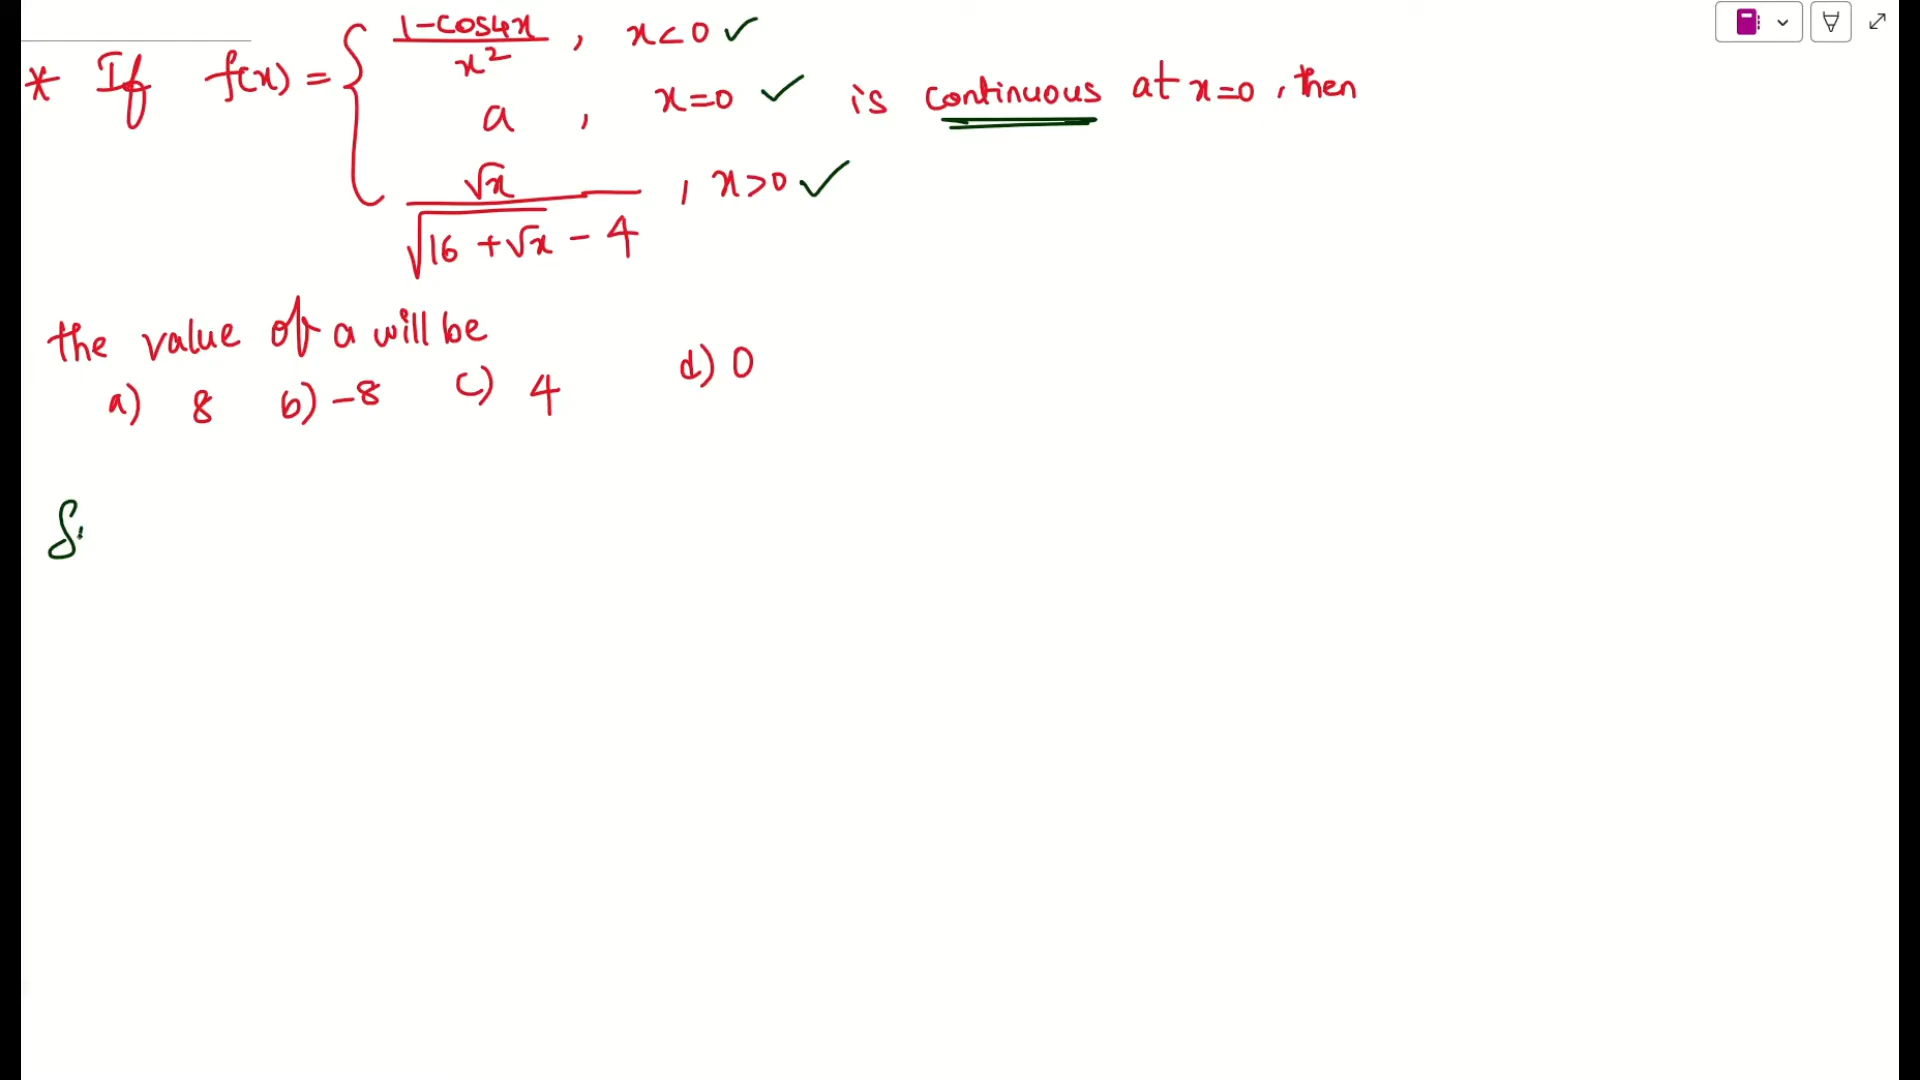 * If f(x) = { 1-cos4x / x² , x<0 ✓
a , x=0 ✓ is continuous at x=0, then
√x / √(16+√x) - 4 , x>0 ✓
the value of a will be
a) 8 b) -8 c) 4 d) 0
S